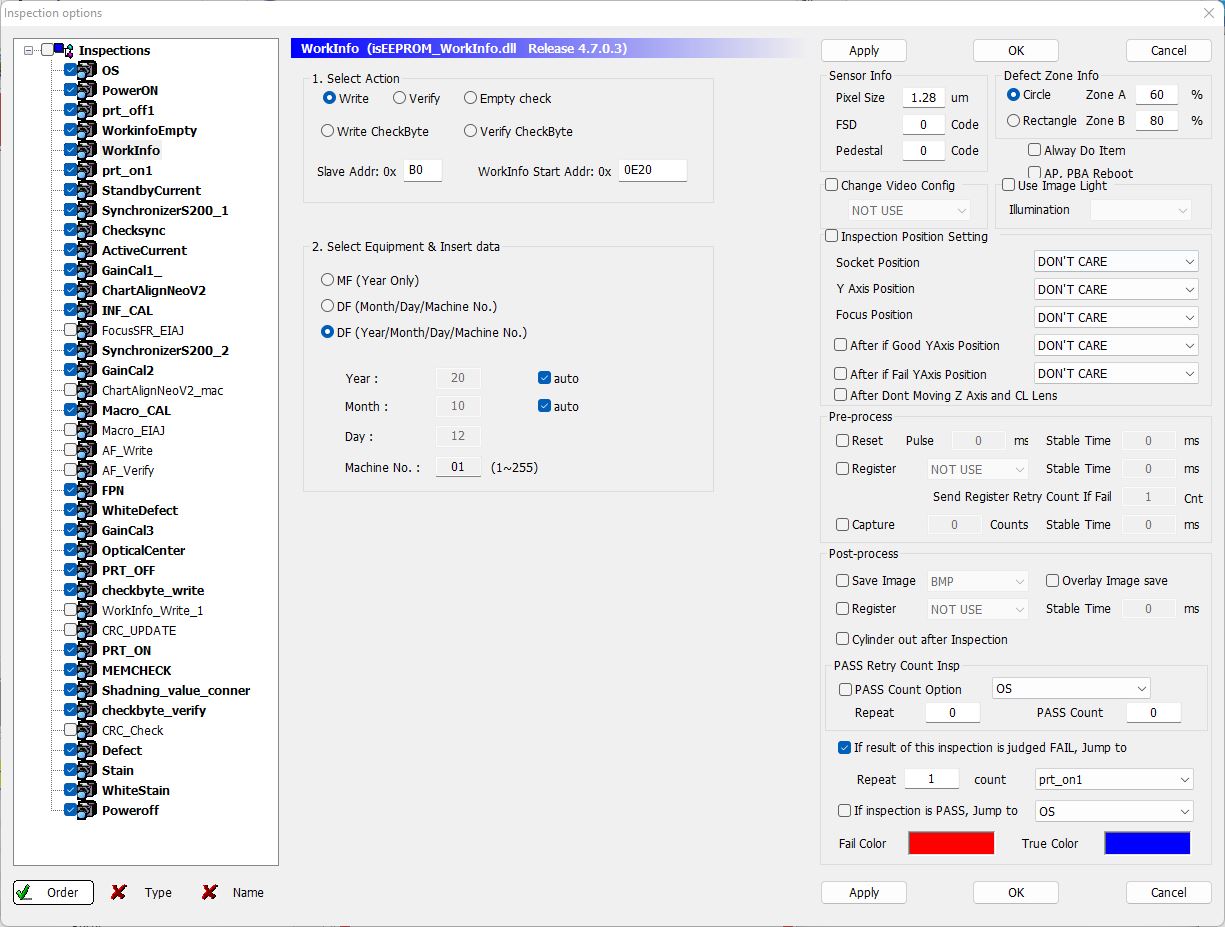 Inspection options
Inspections
OS
PowerON
prt_off1
WorkinfoEmpty
WorkInfo
prt_on1
StandbyCurrent
SynchronizerS200_1
Checksync
ActiveCurrent
GainCal1_
ChartAlignNeoV2
INF_CAL
FocusSFR_EIAJ
SynchronizerS200_2
GainCal2
ChartAlignNeoV2_mac
Macro_CAL
Macro_EIAJ
AF_Write
AF_Verify
FPN
WhiteDefect
GainCal3
OpticalCenter
PRT_OFF
checkbyte_write
WorkInfo_Write_1
CRC_UPDATE
PRT_ON
MEMCHECK
Shadning_value_conner
checkbyte_verify
CRC_Check
Defect
Stain
WhiteStain
Poweroff
Order Type Name
WorkInfo (isEEPROM_WorkInfo.dll Release 4.7.0.3)
1. Select Action
Write Verify Empty check
Write CheckByte Verify CheckByte
Slave Addr: 0x B0 WorkInfo Start Addr: 0x 0E20
2. Select Equipment & Insert data
MF (Year Only)
DF (Month/Day/Machine No.)
DF (Year/Month/Day/Machine No.)
Year : 20 auto
Month : 10 auto
Day : 12
Machine No. : 01 (1~255)
Apply OK Cancel
Sensor Info
Pixel Size 1.28 um
FSD 0 Code
Pedestal 0 Code
Defect Zone Info
Circle Zone A 60 %
Rectangle Zone B 80 %
Alway Do Item
AP. PBA Reboot
Change Video Config
NOT USE
Use Image Light
Illumination
Inspection Position Setting
Socket Position DON'T CARE
Y Axis Position DON'T CARE
Focus Position DON'T CARE
After if Good YAxis Position DON'T CARE
After if Fail YAxis Position DON'T CARE
After Dont Moving Z Axis and CL Lens
Pre-process
Reset Pulse 0 ms Stable Time 0 ms
Register NOT USE Stable Time 0 ms
Send Register Retry Count If Fail 1 Cnt
Capture 0 Counts Stable Time 0 ms
Post-process
Save Image BMP Overlay Image save
Register NOT USE Stable Time 0 ms
Cylinder out after Inspection
PASS Retry Count Insp
PASS Count Option OS
Repeat 0 PASS Count 0
If result of this inspection is judged FAIL, Jump to
Repeat 1 count prt_on1
If inspection is PASS, Jump to OS
Fail Color True Color
Apply OK Cancel